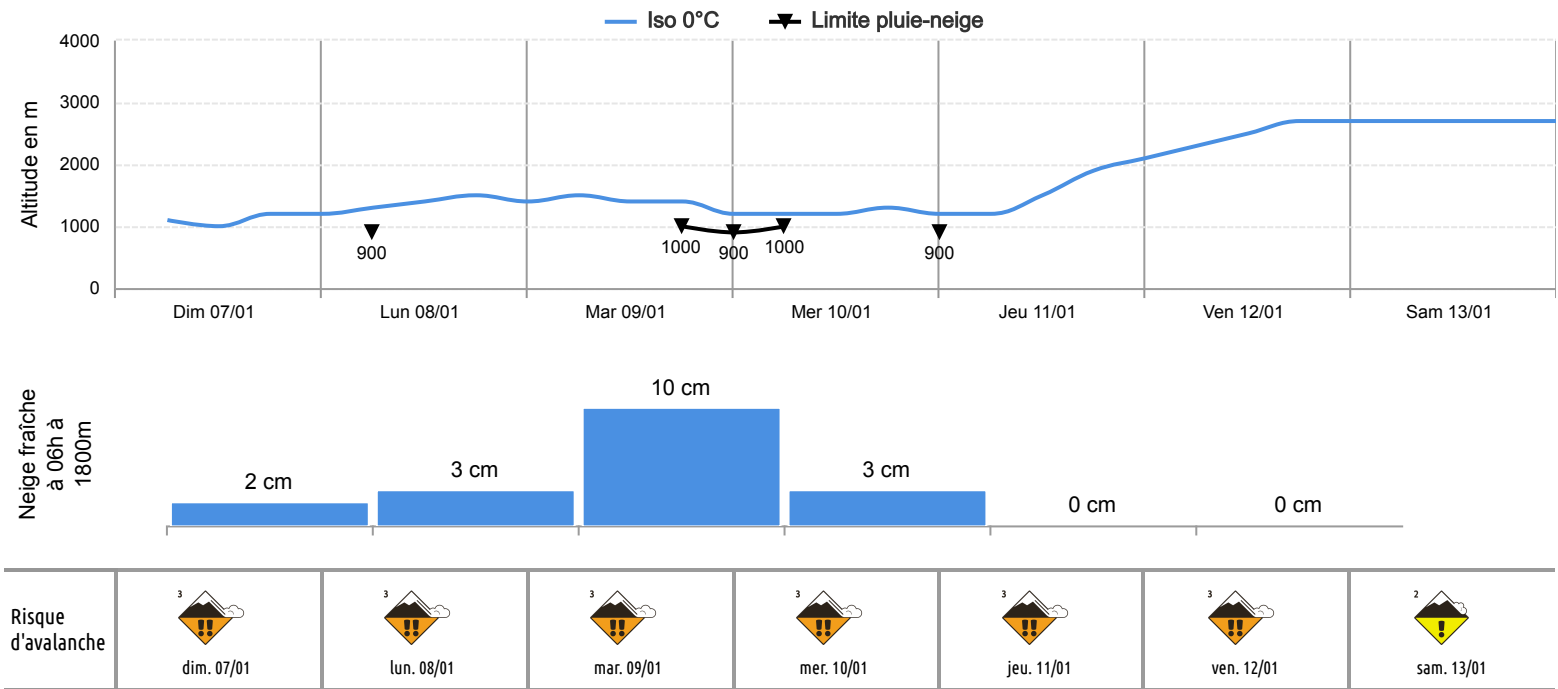 Iso 0°C Limite pluie-neige
Altitude en m
4000
3000
2000
1000
0
900
1000
900
1000
900
Dim 07/01 Lun 08/01 Mar 09/01 Mer 10/01 Jeu 11/01 Ven 12/01 Sam 13/01
Neige fraîche
à 06h à
1800m
2 cm
3 cm
10 cm
3 cm
0 cm
0 cm
Risque
d'avalanche
3 3 3 3 3 3 2
!! !! !! !! !! !! !
dim. 07/01 lun. 08/01 mar. 09/01 mer. 10/01 jeu. 11/01 ven. 12/01 sam. 13/01